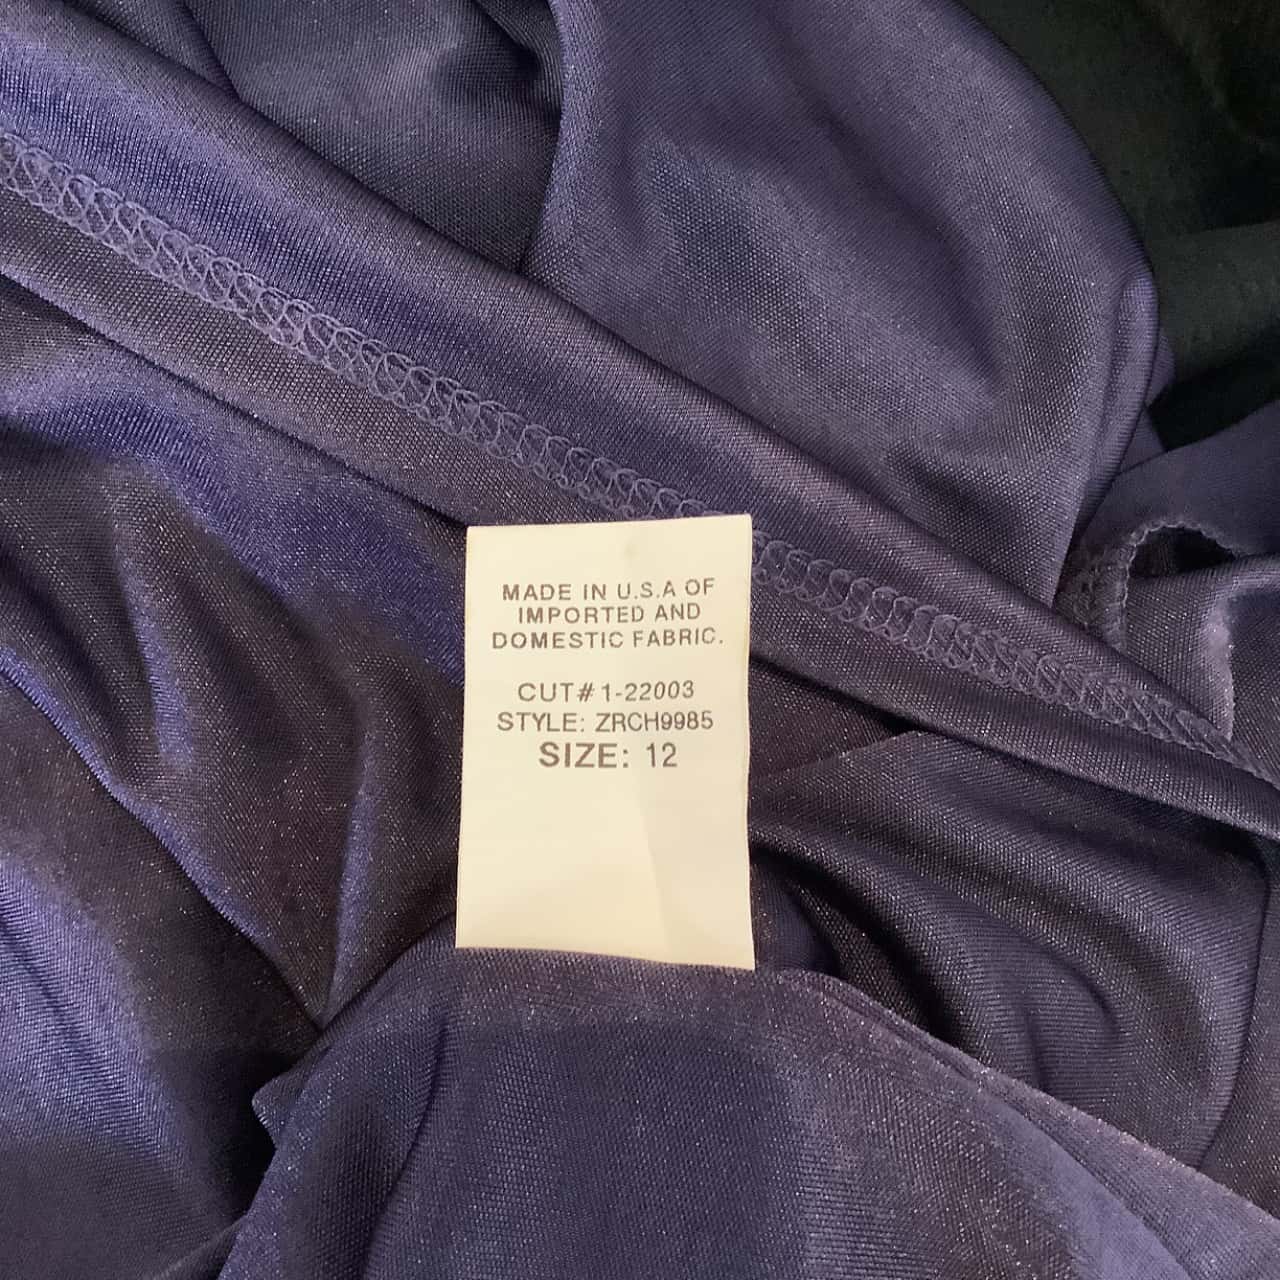 MADE IN U.S.A OF
IMPORTED AND
DOMESTIC FABRIC.
CUT# 1-22003
STYLE: ZRCH9985
SIZE: 12